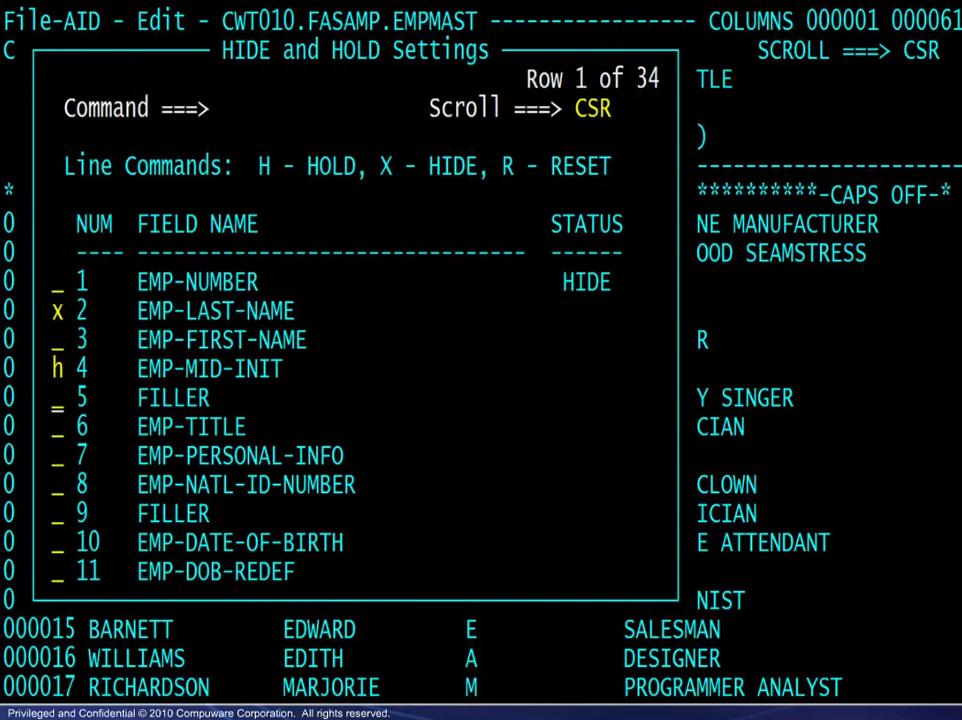 File-AID - Edit - CWT010.FASAMP.EMPMAST ----------------- COLUMNS 000001 000061
C HIDE and HOLD Settings SCROLL ===> CSR
Row 1 of 34 TLE
Command ===> Scroll ===> CSR
)
Line Commands: H - HOLD, X - HIDE, R - RESET ----------------------
* **********-CAPS OFF-*
0 NUM FIELD NAME STATUS NE MANUFACTURER
0 ---- -------------------------------- ------ OOD SEAMSTRESS
0 _ 1 EMP-NUMBER HIDE
0 x 2 EMP-LAST-NAME
0 _ 3 EMP-FIRST-NAME R
0 h 4 EMP-MID-INIT
0 _ 5 FILLER Y SINGER
0 _ 6 EMP-TITLE CIAN
0 _ 7 EMP-PERSONAL-INFO
0 _ 8 EMP-NATL-ID-NUMBER CLOWN
0 _ 9 FILLER ICIAN
0 _ 10 EMP-DATE-OF-BIRTH E ATTENDANT
0 _ 11 EMP-DOB-REDEF
0 NIST
000015 BARNETT EDWARD E SALESMAN
000016 WILLIAMS EDITH A DESIGNER
000017 RICHARDSON MARJORIE M PROGRAMMER ANALYST
Privileged and Confidential © 2010 Compuware Corporation. All rights reserved.